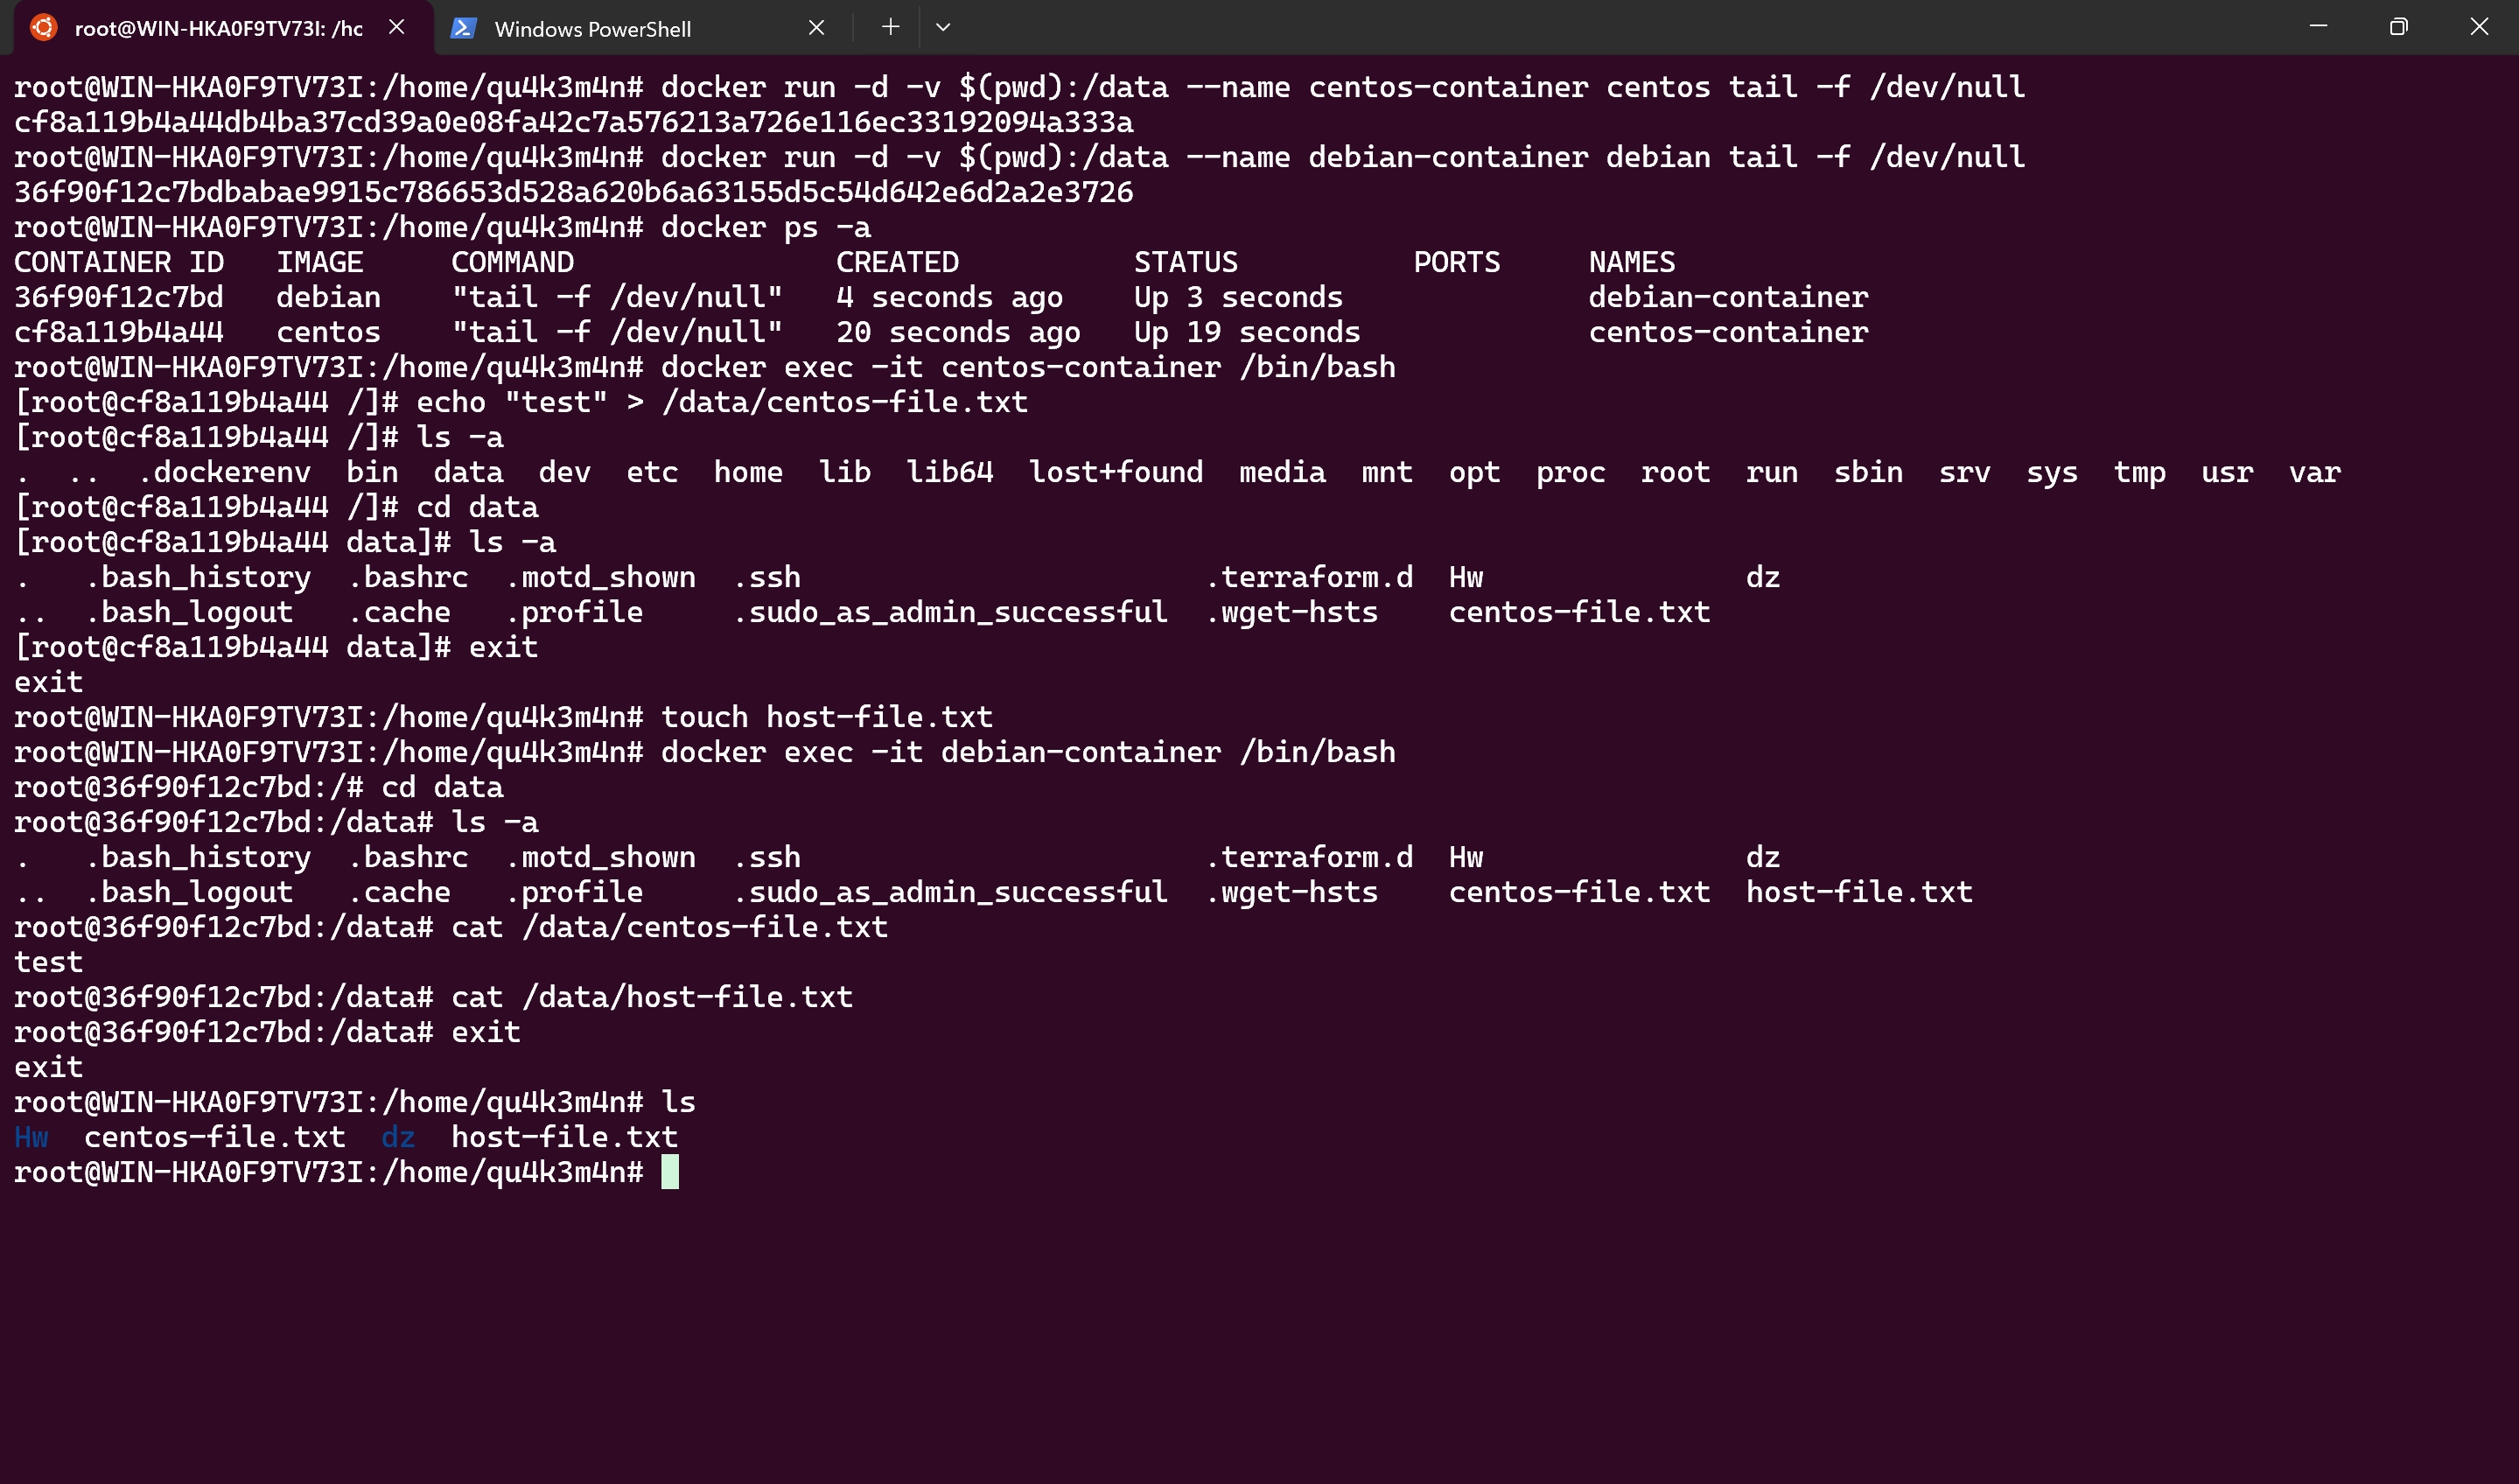 root@WIN-HKA0F9TV73I: /hc
Windows PowerShell
root@WIN-HKA0F9TV73I:/home/qu4k3m4n# docker run -d -v $(pwd):/data --name centos-container centos tail -f /dev/null
cf8a119b4a44db4ba37cd39a0e08fa42c7a576213a726e116ec33192094a333a
root@WIN-HKA0F9TV73I:/home/qu4k3m4n# docker run -d -v $(pwd):/data --name debian-container debian tail -f /dev/null
36f90f12c7bdbabae9915c786653d528a620b6a63155d5c54d642e6d2a2e3726
root@WIN-HKA0F9TV73I:/home/qu4k3m4n# docker ps -a
CONTAINER ID   IMAGE     COMMAND               CREATED          STATUS          PORTS     NAMES
36f90f12c7bd   debian    "tail -f /dev/null"   4 seconds ago    Up 3 seconds              debian-container
cf8a119b4a44   centos    "tail -f /dev/null"   20 seconds ago   Up 19 seconds             centos-container
root@WIN-HKA0F9TV73I:/home/qu4k3m4n# docker exec -it centos-container /bin/bash
[root@cf8a119b4a44 /]# echo "test" > /data/centos-file.txt
[root@cf8a119b4a44 /]# ls -a
.  ..  .dockerenv  bin  data  dev  etc  home  lib  lib64  lost+found  media  mnt  opt  proc  root  run  sbin  srv  sys  tmp  usr  var
[root@cf8a119b4a44 /]# cd data
[root@cf8a119b4a44 data]# ls -a
.   .bash_history  .bashrc  .motd_shown  .ssh                       .terraform.d  Hw               dz
..  .bash_logout   .cache   .profile     .sudo_as_admin_successful  .wget-hsts    centos-file.txt
[root@cf8a119b4a44 data]# exit
exit
root@WIN-HKA0F9TV73I:/home/qu4k3m4n# touch host-file.txt
root@WIN-HKA0F9TV73I:/home/qu4k3m4n# docker exec -it debian-container /bin/bash
root@36f90f12c7bd:/# cd data
root@36f90f12c7bd:/data# ls -a
.   .bash_history  .bashrc  .motd_shown  .ssh                       .terraform.d  Hw               dz
..  .bash_logout   .cache   .profile     .sudo_as_admin_successful  .wget-hsts    centos-file.txt  host-file.txt
root@36f90f12c7bd:/data# cat /data/centos-file.txt
test
root@36f90f12c7bd:/data# cat /data/host-file.txt
root@36f90f12c7bd:/data# exit
exit
root@WIN-HKA0F9TV73I:/home/qu4k3m4n# ls
Hw  centos-file.txt  dz  host-file.txt
root@WIN-HKA0F9TV73I:/home/qu4k3m4n#